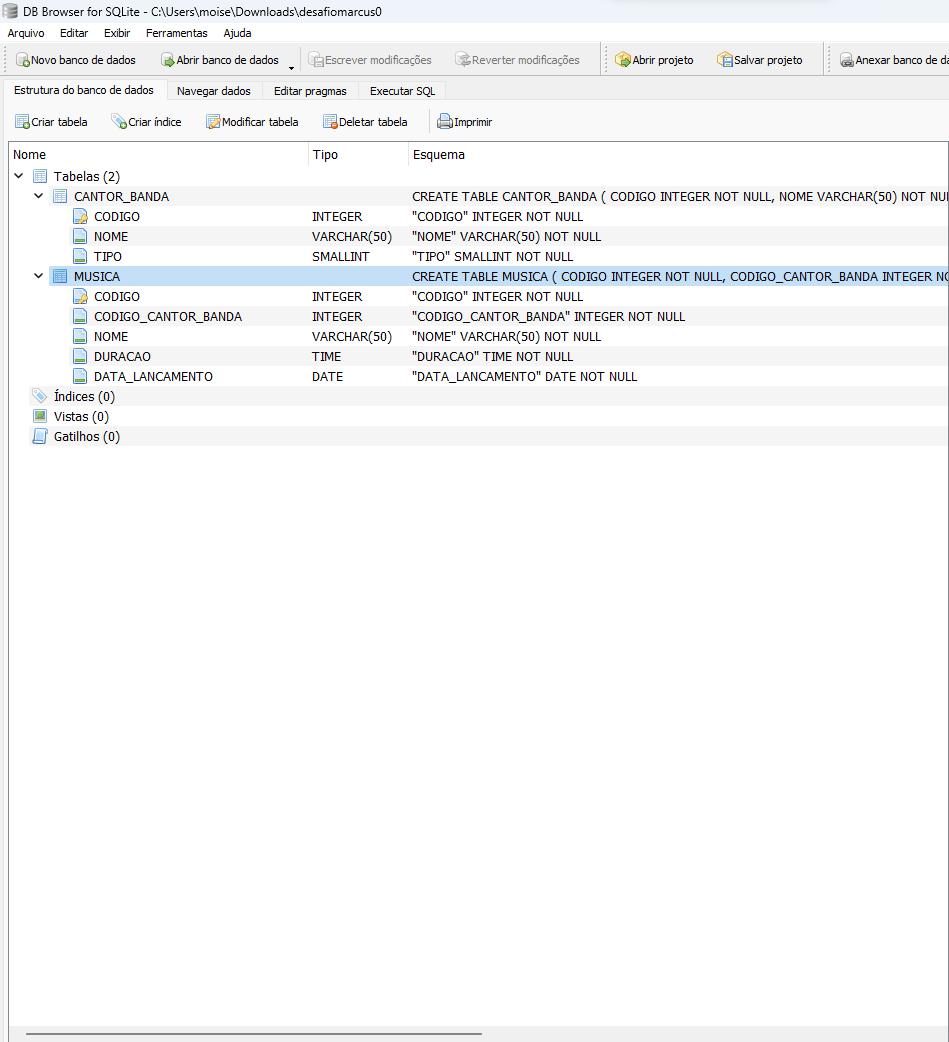 DB Browser for SQLite - C:\Users\moise\Downloads\desafiomarcus0
Arquivo Editar Exibir Ferramentas Ajuda
Novo banco de dados Abrir banco de dados Escrever modificações Reverter modificações Abrir projeto Salvar projeto Anexar banco de
Estrutura do banco de dados Navegar dados Editar pragmas Executar SQL
Criar tabela Criar índice Modificar tabela Deletar tabela Imprimir
Nome Tipo Esquema
Tabelas (2)
CANTOR_BANDA CREATE TABLE CANTOR_BANDA ( CODIGO INTEGER NOT NULL, NOME VARCHAR(50) NOT
CODIGO INTEGER "CODIGO" INTEGER NOT NULL
NOME VARCHAR(50) "NOME" VARCHAR(50) NOT NULL
TIPO SMALLINT "TIPO" SMALLINT NOT NULL
MUSICA CREATE TABLE MUSICA ( CODIGO INTEGER NOT NULL, CODIGO_CANTOR_BANDA INTEGER
CODIGO INTEGER "CODIGO" INTEGER NOT NULL
CODIGO_CANTOR_BANDA INTEGER "CODIGO_CANTOR_BANDA" INTEGER NOT NULL
NOME VARCHAR(50) "NOME" VARCHAR(50) NOT NULL
DURACAO TIME "DURACAO" TIME NOT NULL
DATA_LANCAMENTO DATE "DATA_LANCAMENTO" DATE NOT NULL
Índices (0)
Vistas (0)
Gatilhos (0)